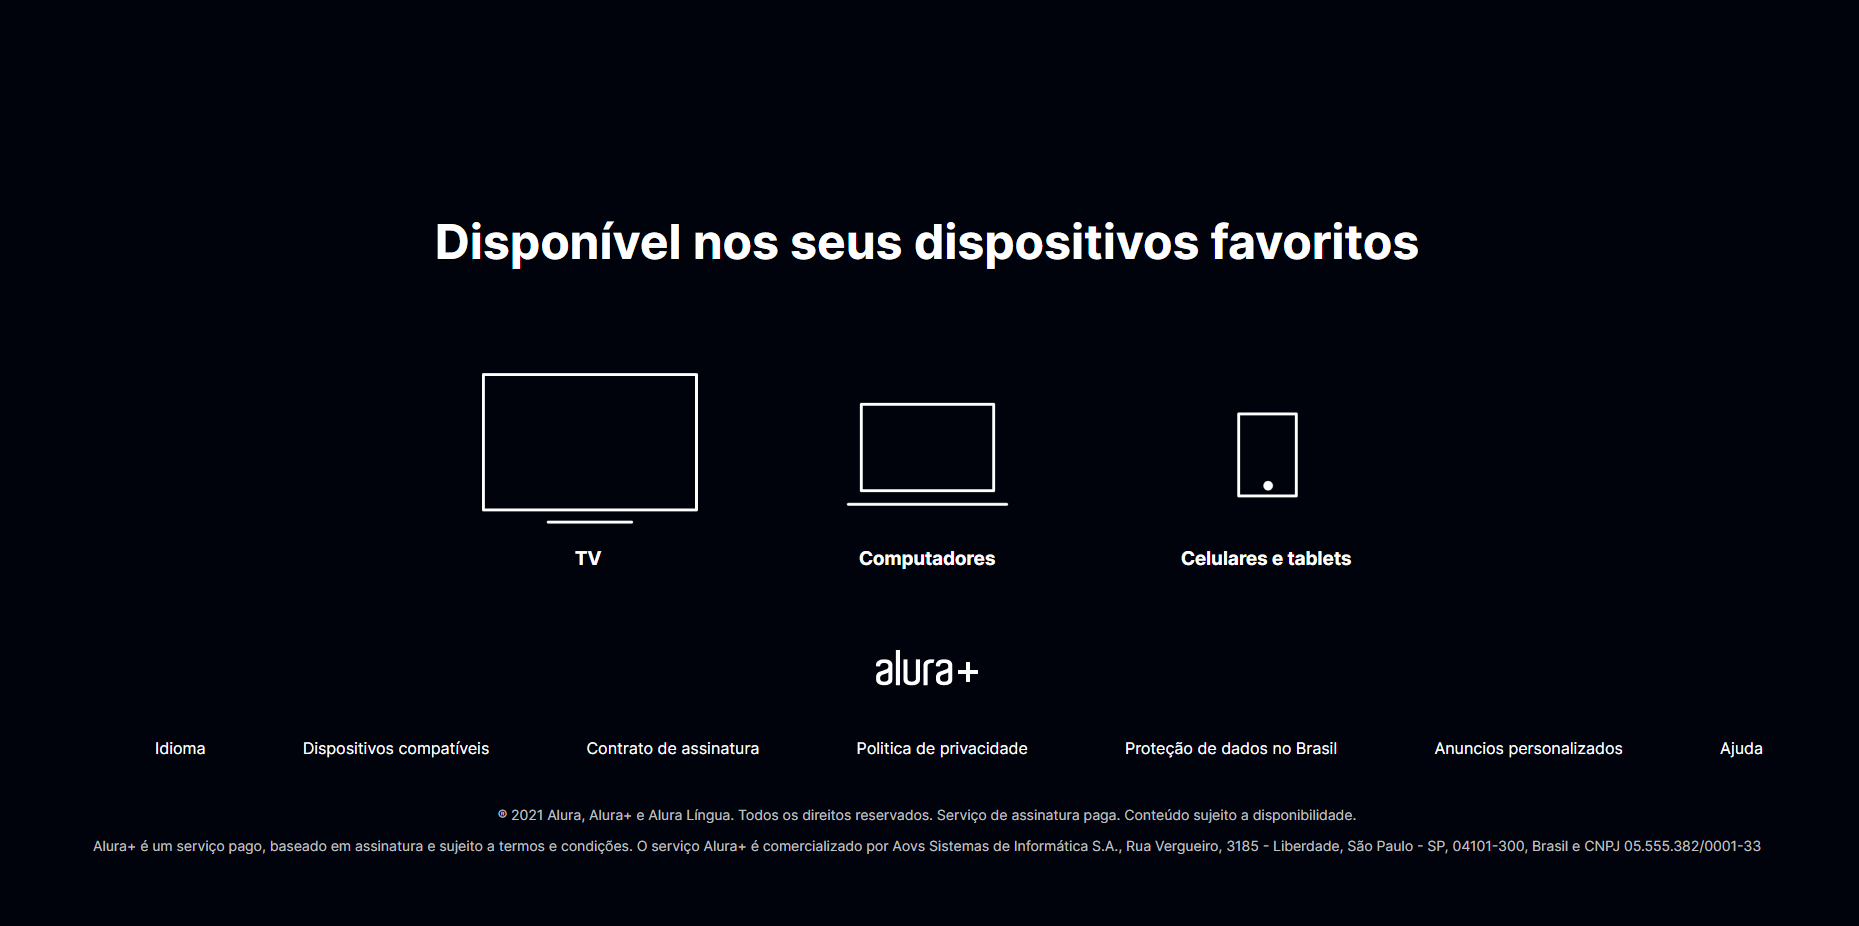 Disponível nos seus dispositivos favoritos
TV
Computadores
Celulares e tablets
alura+
Idioma
Dispositivos compatíveis
Contrato de assinatura
Politica de privacidade
Proteção de dados no Brasil
Anuncios personalizados
Ajuda
® 2021 Alura, Alura+ e Alura Língua. Todos os direitos reservados. Serviço de assinatura paga. Conteúdo sujeito a disponibilidade.
Alura+ é um serviço pago, baseado em assinatura e sujeito a termos e condições. O serviço Alura+ é comercializado por Aovs Sistemas de Informática S.A., Rua Vergueiro, 3185 - Liberdade, São Paulo - SP, 04101-300, Brasil e CNPJ 05.555.382/0001-33